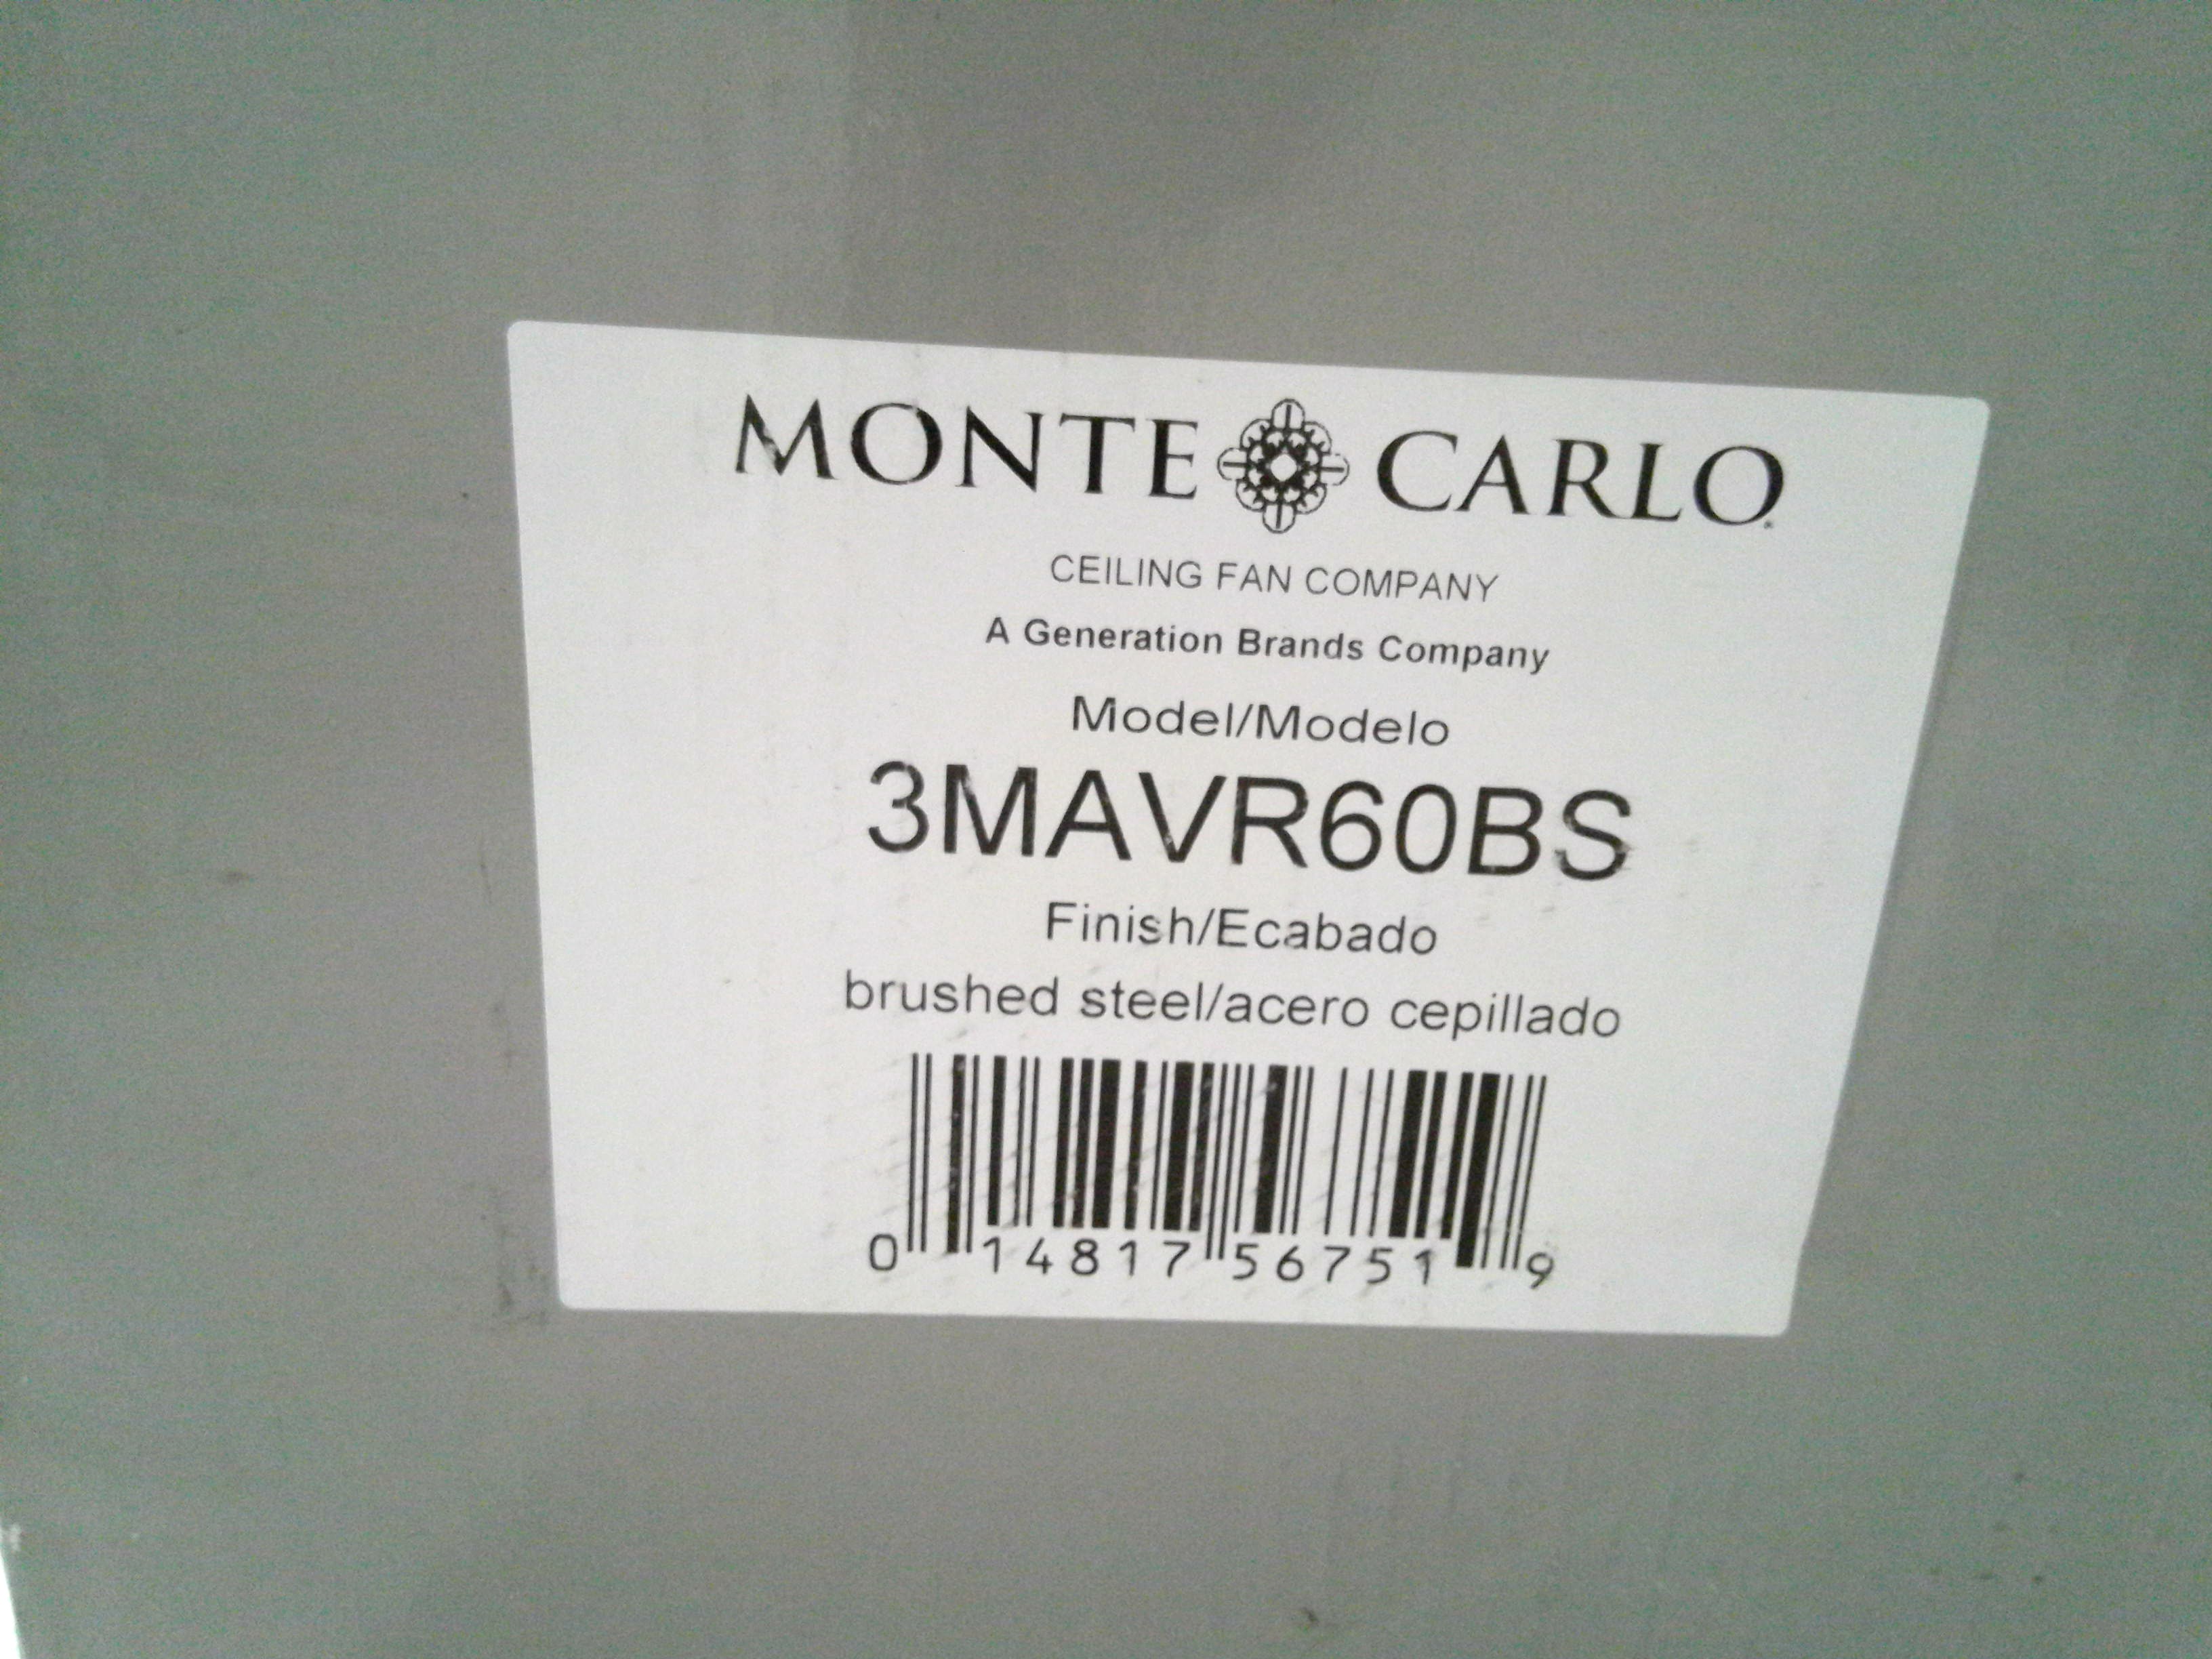 MONTE CARLO
CEILING FAN COMPANY
A Generation Brands Company
Model/Modelo
3MAVR60BS
Finish/Ecabado
brushed steel/acero cepillado
0 14817 56751 9